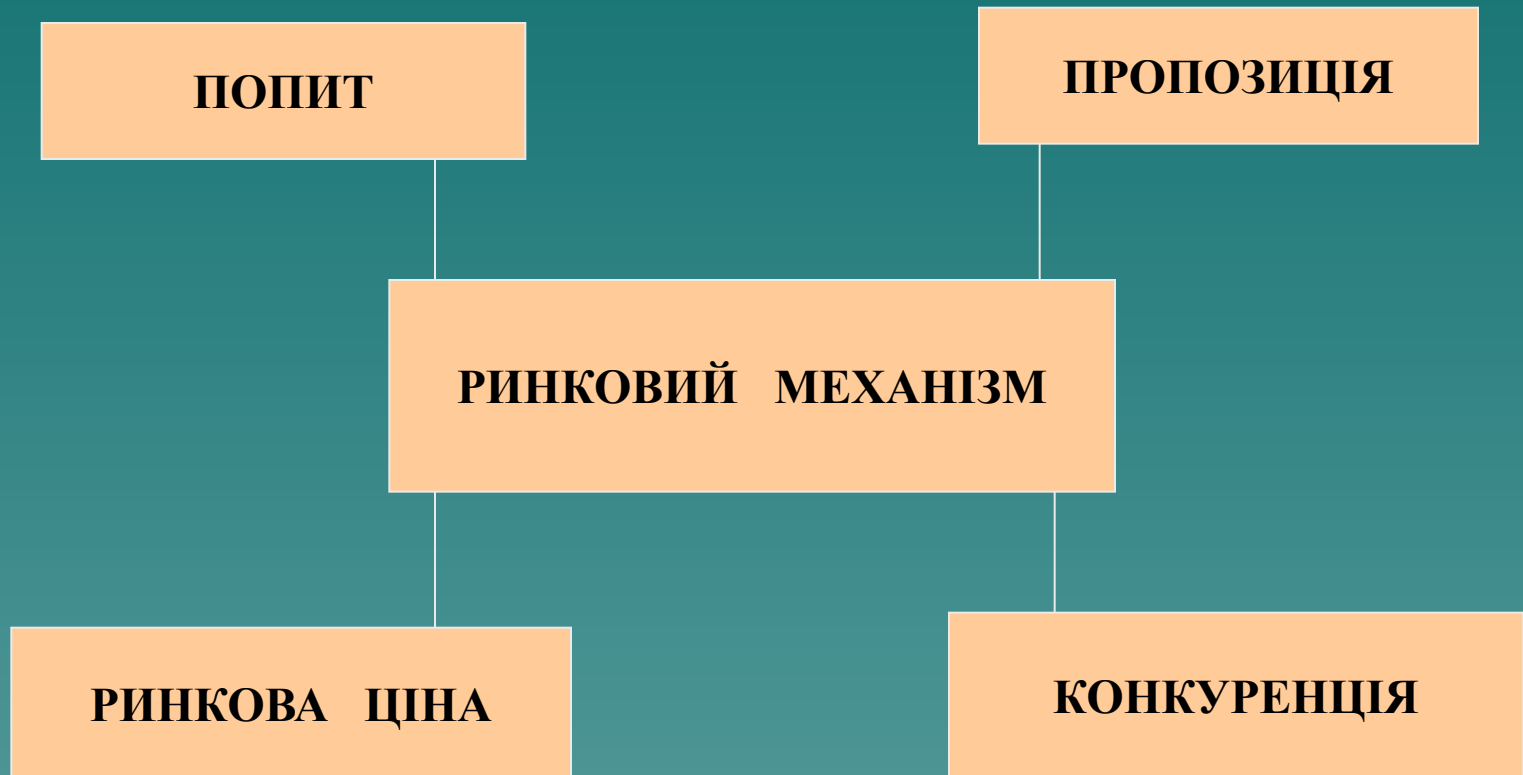 ПОПИТ
ПРОПОЗИЦІЯ
РИНКОВИЙ МЕХАНІЗМ
РИНКОВА ЦІНА
КОНКУРЕНЦІЯ